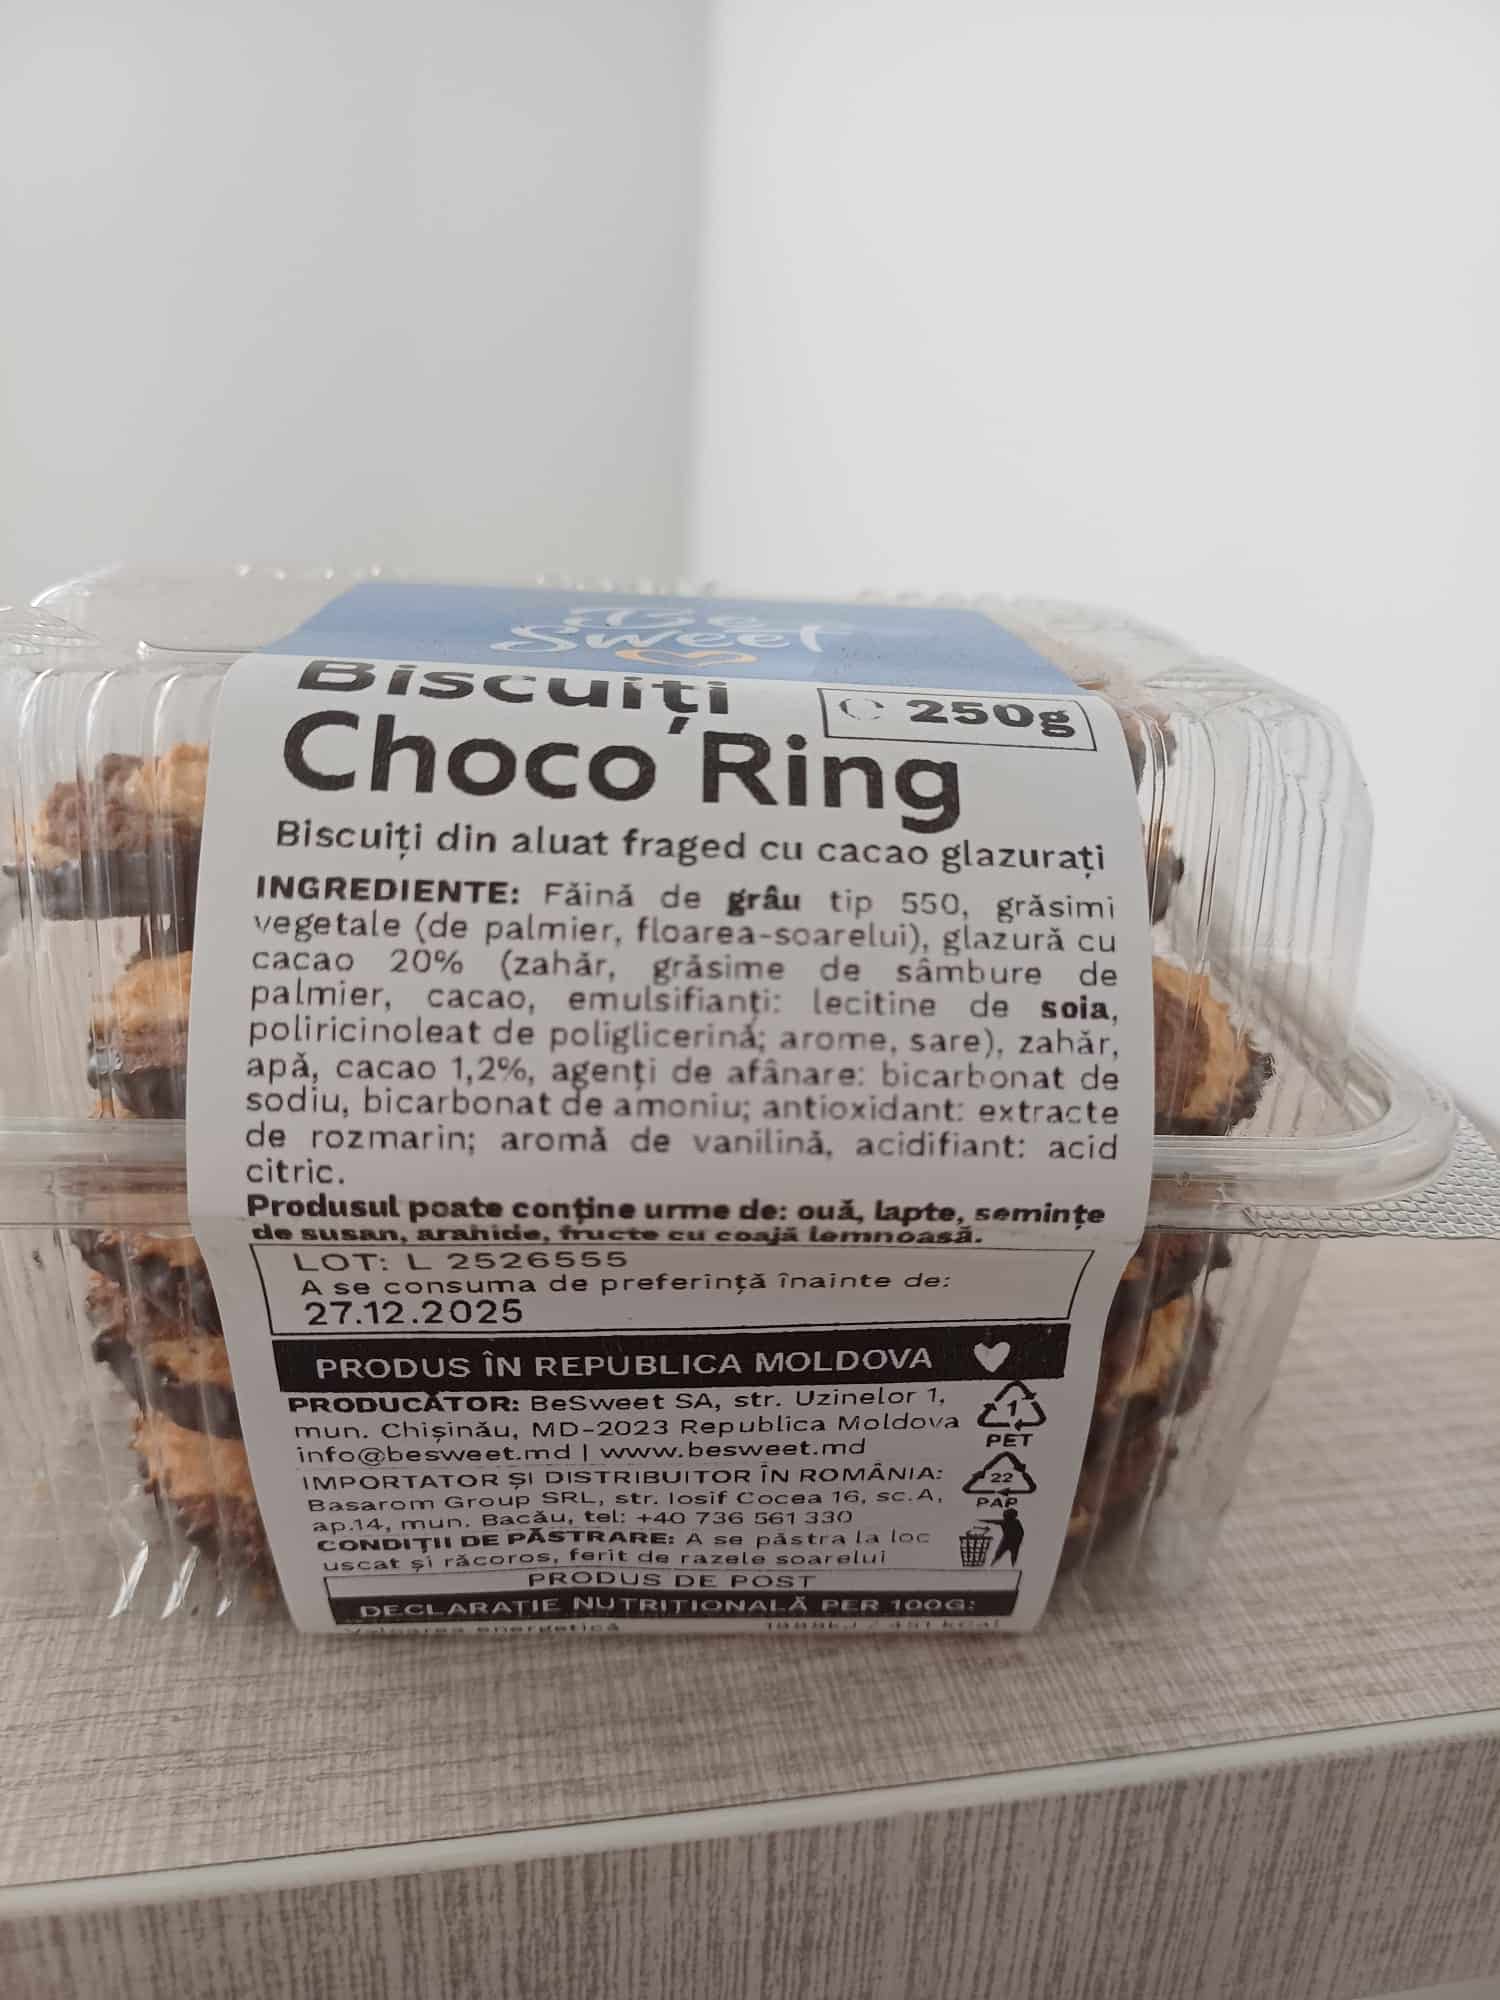 Be
Sweet
Biscuiți
℮ 250g
Choco Ring
Biscuiți din aluat fraged cu cacao glazurați
INGREDIENTE: Făină de grâu tip 550, grăsimi
vegetale (de palmier, floarea-soarelui), glazură cu
cacao 20% (zahăr, grăsime de sâmbure de
palmier, cacao, emulsifianți: lecitine de soia,
poliricinoleat de poliglicerină; arome, sare), zahăr,
apă, cacao 1,2%, agenți de afânare: bicarbonat de
sodiu, bicarbonat de amoniu; antioxidant: extracte
de rozmarin; aromă de vanilină, acidifiant: acid
citric.
Produsul poate conține urme de: ouă, lapte, semințe
de susan, arahide, fructe cu coajă lemnoasă.
LOT: L 2526555
A se consuma de preferință înainte de:
27.12.2025
PRODUS ÎN REPUBLICA MOLDOVA
PRODUCĂTOR: BeSweet SA, str. Uzinelor 1,
mun. Chișinău, MD-2023 Republica Moldova
info@besweet.md | www.besweet.md
1
PET
IMPORTATOR ȘI DISTRIBUITOR ÎN ROMÂNIA:
Basarom Group SRL, str. Iosif Cocea 16, sc.A,
ap.14, mun. Bacău, tel: +40 736 561 330
22
PAP
CONDIȚII DE PĂSTRARE: A se păstra la loc
uscat și răcoros, ferit de razele soarelui
PRODUS DE POST
DECLARAȚIE NUTRIȚIONALĂ PER 100G:
Valoarea energetică